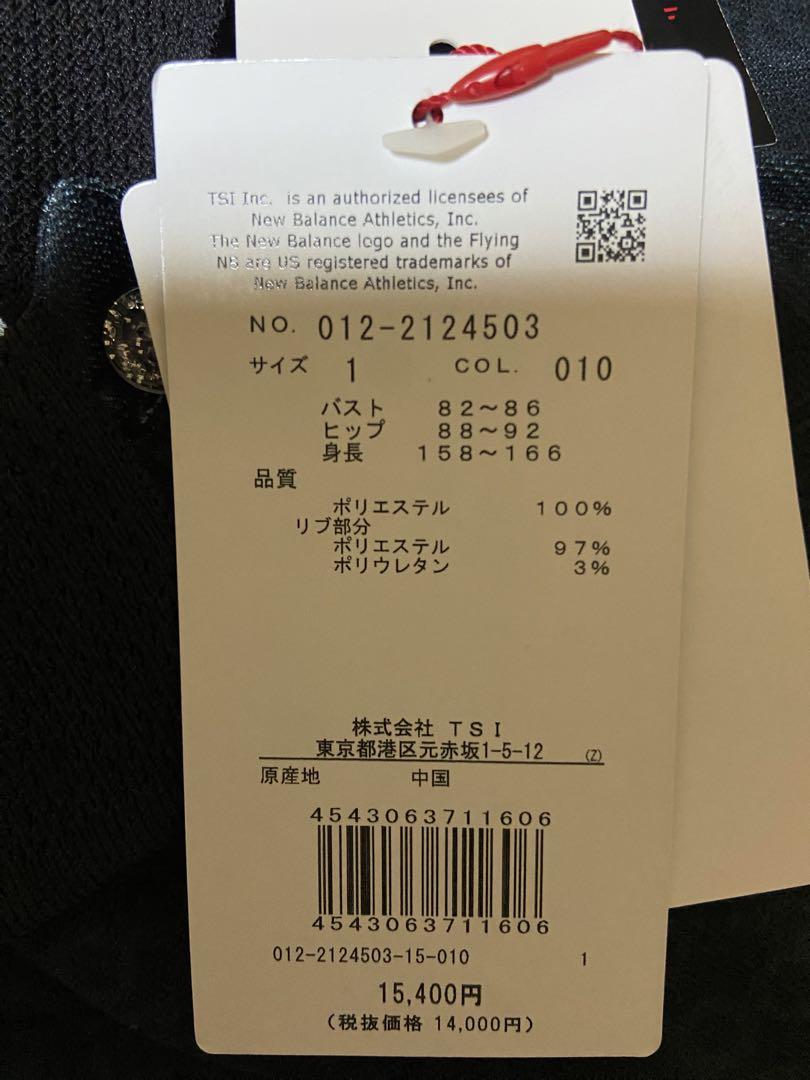 TSI Inc. is an authorized licensees of
New Balance Athletics, Inc.
The New Balance logo and the Flying
NB are US registered trademarks of
New Balance Athletics, Inc.
NO. 012-2124503
サイズ 1 COL. 010
バスト 82~86
ヒップ 88~92
身長 158~166
品質
ポリエステル 100%
リブ部分
ポリエステル 97%
ポリウレタン 3%
株式会社 TSI
東京都港区元赤坂1-5-12 (Z)
原産地 中国
4543063711606
4543063711606
012-2124503-15-010 1
15,400円
(税抜価格 14,000円)